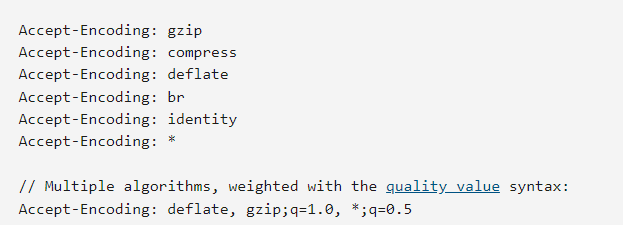 Accept-Encoding: gzip
Accept-Encoding: compress
Accept-Encoding: deflate
Accept-Encoding: br
Accept-Encoding: identity
Accept-Encoding: *
// Multiple algorithms, weighted with the quality value syntax:
Accept-Encoding: deflate, gzip;q=1.0, *;q=0.5